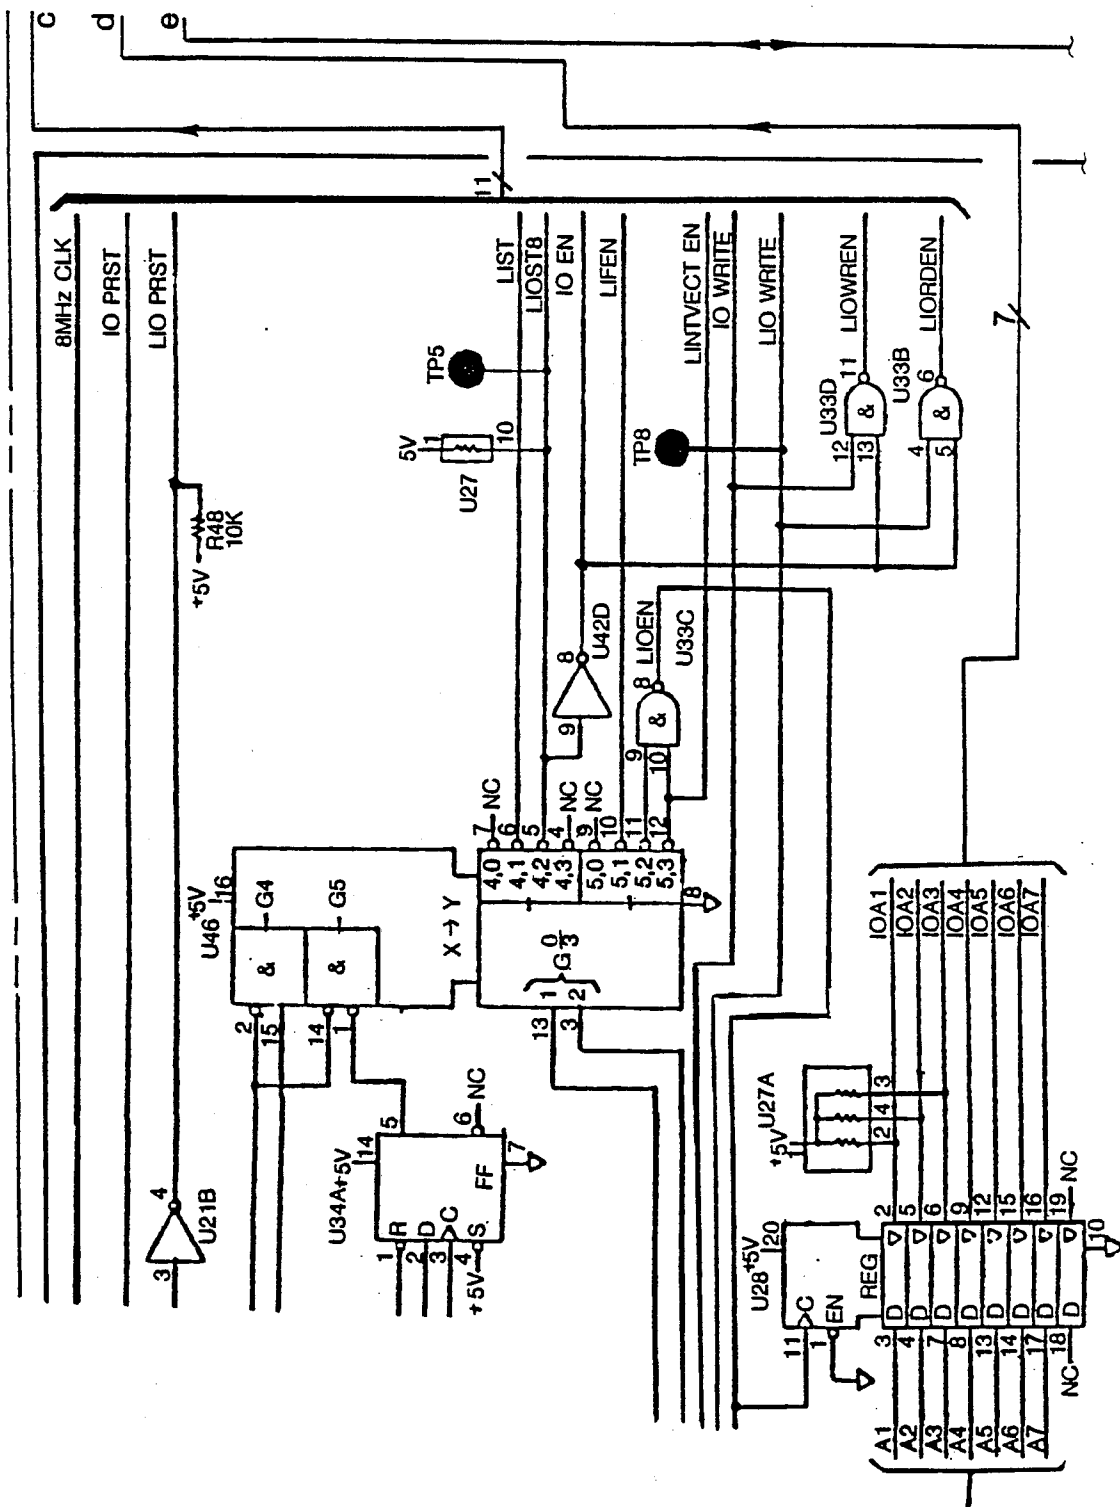 c
d
e
8MHz CLK
IO PRST
LIO PRST
11
LIST
LIOST8
IO EN
LIFEN
LINTVECT EN
IO WRITE
LIO WRITE
LIOWREN
LIORDEN
7
TP5
5V
1
10
U27
TP8
U33D
12
13
&
11
U33B
4
5
&
6
+5V
R48
10K
9
8
U42D
9
10
&
8
LIOEN
U33C
U46
+5V
16
&
G4
&
G5
X→Y
2
15
14
1
4,0
4,1
4,2
4,3
5,0
5,1
5,2
5,3
7
NC
6
5
4
NC
9
NC
10
11
12
8
13
3
1
2
G 0/3
3
4
U21B
U34A
+5V
14
1
2
3
4
R
D
C
S
FF
5
6
NC
7
+5V
U27A
+5V
2
4
3
U28
+5V
20
11
C
1
EN
REG
A1
A2
A3
A4
A5
A6
A7
NC
3
4
7
8
13
14
17
18
D
D
D
D
D
D
D
D
2
5
6
9
12
15
16
19
NC
10
IOA1
IOA2
IOA3
IOA4
IOA5
IOA6
IOA7